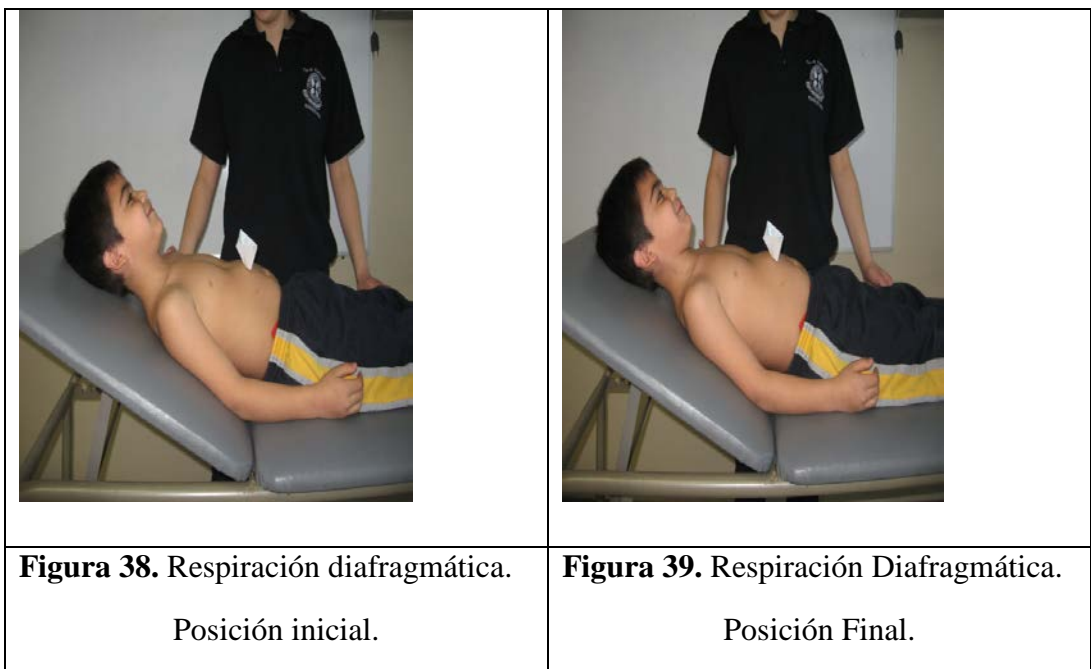 Figura 38. Respiración diafragmática.
Posición inicial.
Figura 39. Respiración Diafragmática.
Posición Final.